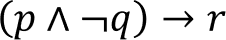 (𝑝 ∧ ¬𝑞) → 𝑟